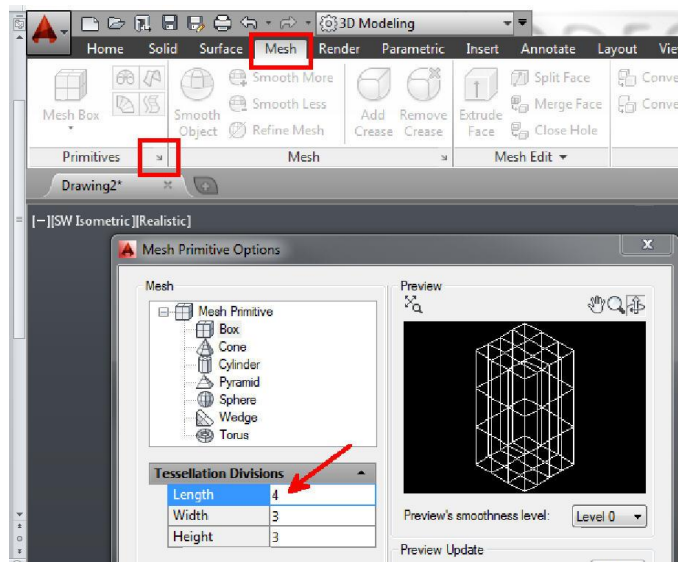 3D Modeling
Home Solid Surface Mesh Render Parametric Insert Annotate Layout
Mesh Box
Smooth Object
Smooth More
Smooth Less
Refine Mesh
Add Crease
Remove Crease
Extrude Face
Split Face
Merge Face
Close Hole
Primitives
Mesh
Mesh Edit
Drawing2*
[−][SW Isometric][Realistic]
Mesh Primitive Options
Mesh
Mesh Primitive
Box
Cone
Cylinder
Pyramid
Sphere
Wedge
Torus
Tessellation Divisions
Length 4
Width 3
Height 3
Preview
Preview's smoothness level: Level 0
Preview Update